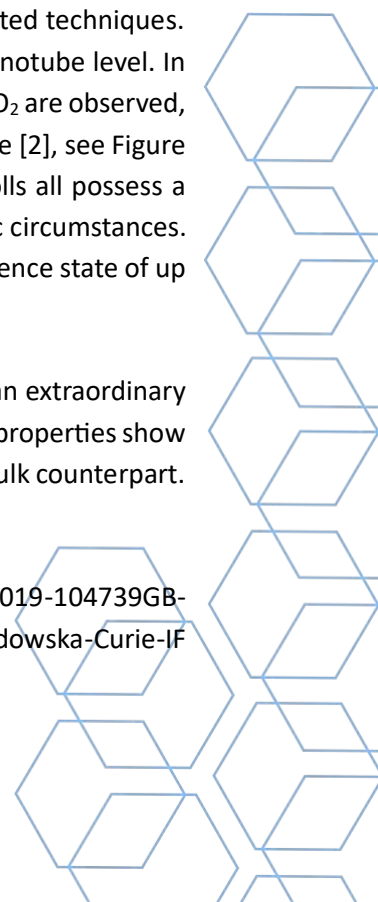 ted techniques.
notube level. In
O₂ are observed,
e [2], see Figure
olls all possess a
c circumstances.
ence state of up
n extraordinary
properties show
ulk counterpart.
019-104739GB-
dowska-Curie-IF